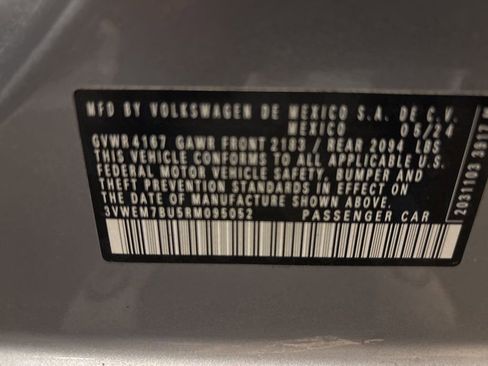 MFD BY VOLKSWAGEN DE MEXICO S.A. DE C.V.
MEXICO 05/24
GVWR 4167 GAWR FRONT 2183 / REAR 2094 LBS
THIS VEHICLE CONFORMS TO ALL APPLICABLE U.S.
FEDERAL MOTOR VEHICLE SAFETY, BUMPER AND
THEFT PREVENTION STANDARDS IN EFFECT ON
THE DATE OF MANUFACTURE SHOWN ABOVE.
3VWEM7BU5RM095052 PASSENGER CAR
2031109 3912